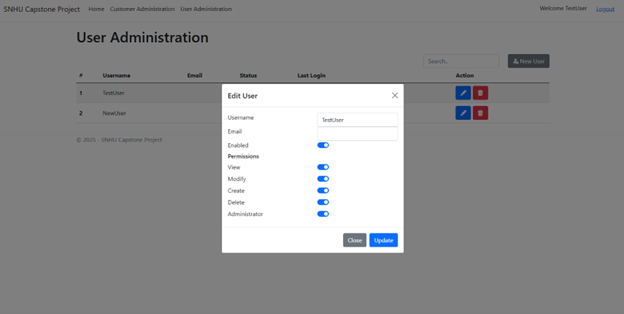 SNHU Capstone Project Home Customer Administration User Administration Welcome TestUser Logout
User Administration
Search... New User
# Username Email Status Last Login Action
1 TestUser
2 NewUser
© 2025 - SNHU Capstone Project
Edit User
Username TestUser
Email
Enabled
Permissions
View
Modify
Create
Delete
Administrator
Close Update